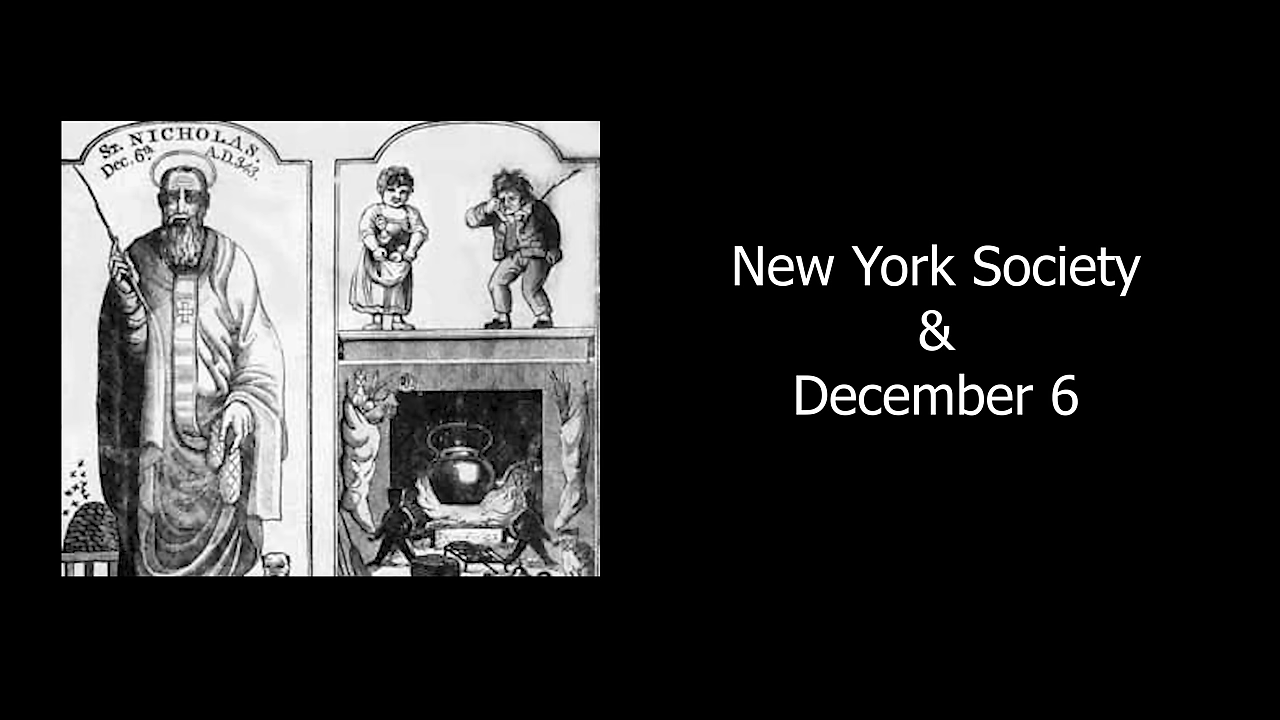 St. NICHOLAS.
Dec. 6th. A.D. 343.
New York Society
&
December 6